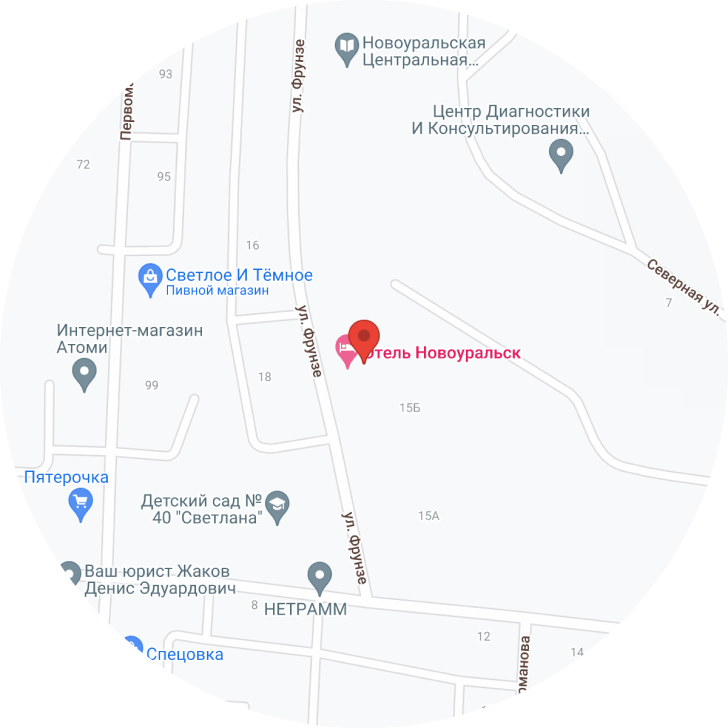 Новоуральская
Центральная...
ул. Фрунзе
93
Центр Диагностики
И Консультирования...
72
95
16
Северная ул.
7
Светлое И Тёмное
Пивной магазин
ул. Фрунзе
Интернет-магазин
Атоми
Отель Новоуральск
18
99
15Б
Пятерочка
Детский сад №
40 "Светлана"
15А
ул. Фрунзе
Ваш юрист Жаков
Денис Эдуардович
8
НЕТРАММ
12
14
Спецовка